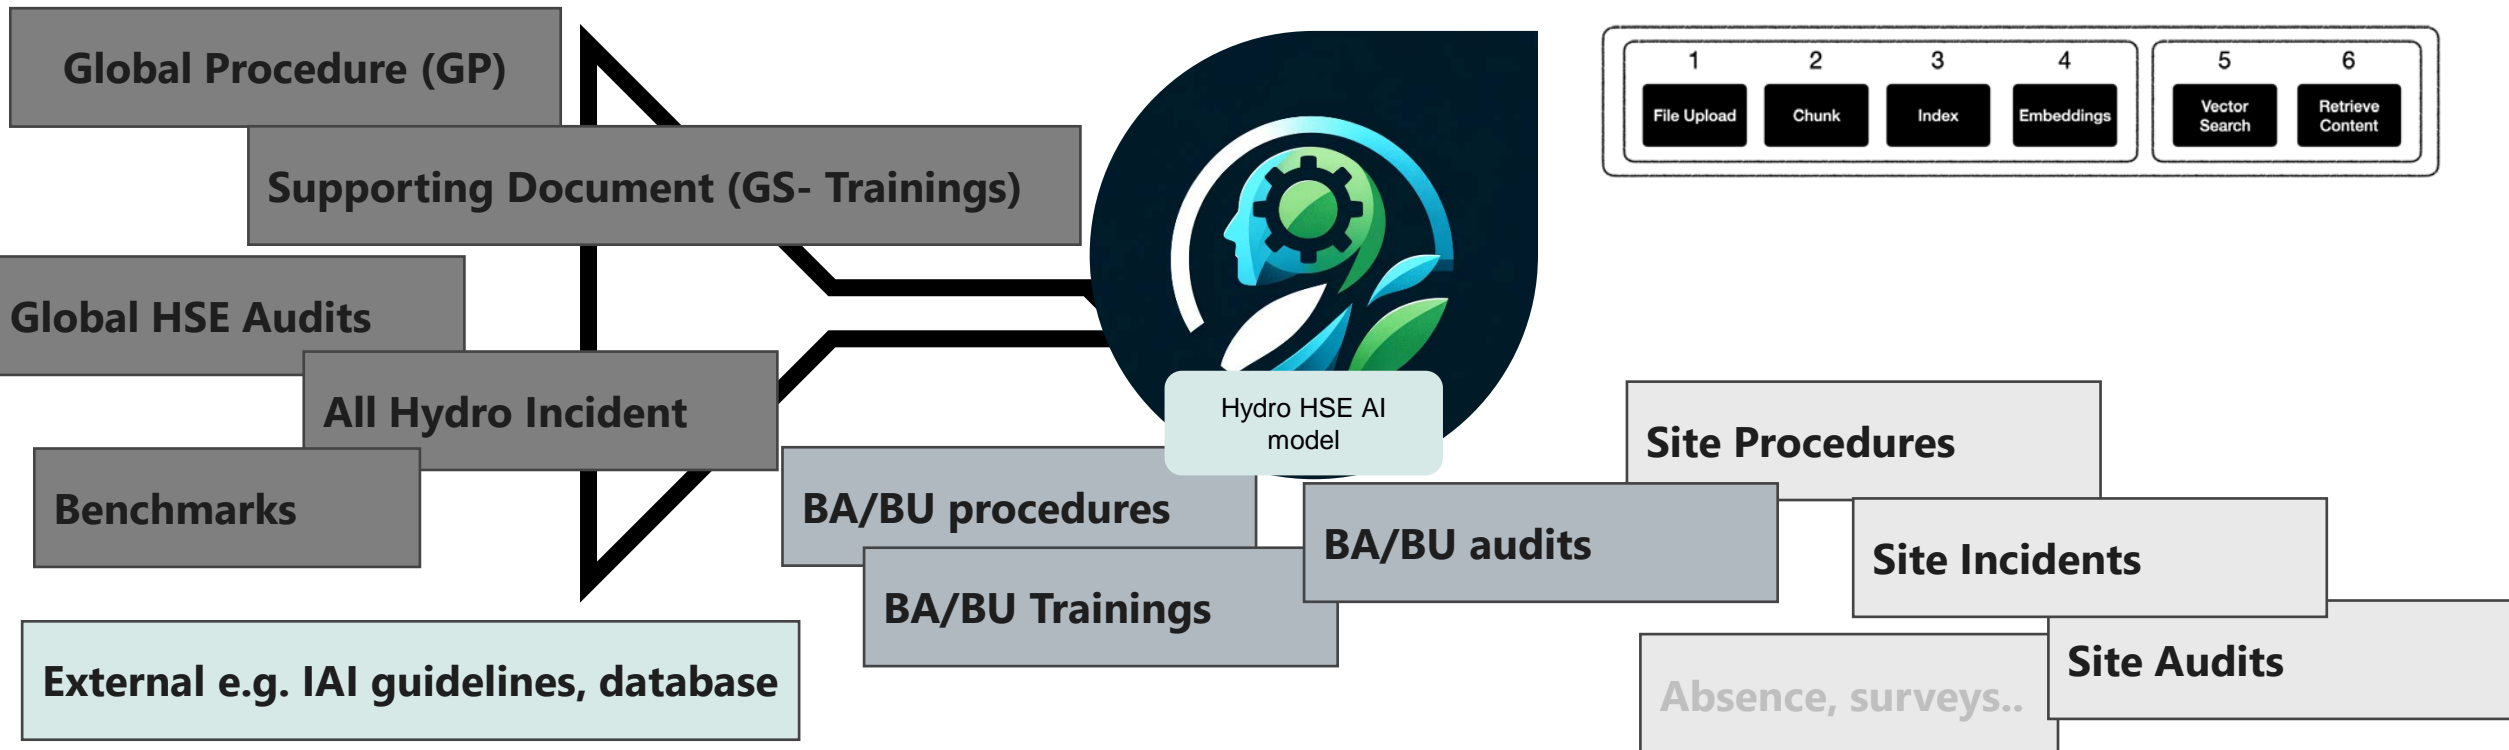 Global Procedure (GP)
Supporting Document (GS- Trainings)
Global HSE Audits
All Hydro Incident
Benchmarks
External e.g. IAI guidelines, database
Hydro HSE AI
model
BA/BU procedures
BA/BU Trainings
BA/BU audits
1
2
3
4
5
6
File Upload
Chunk
Index
Embeddings
Vector
Search
Retrieve
Content
Site Procedures
Site Incidents
Site Audits
Absence, surveys..